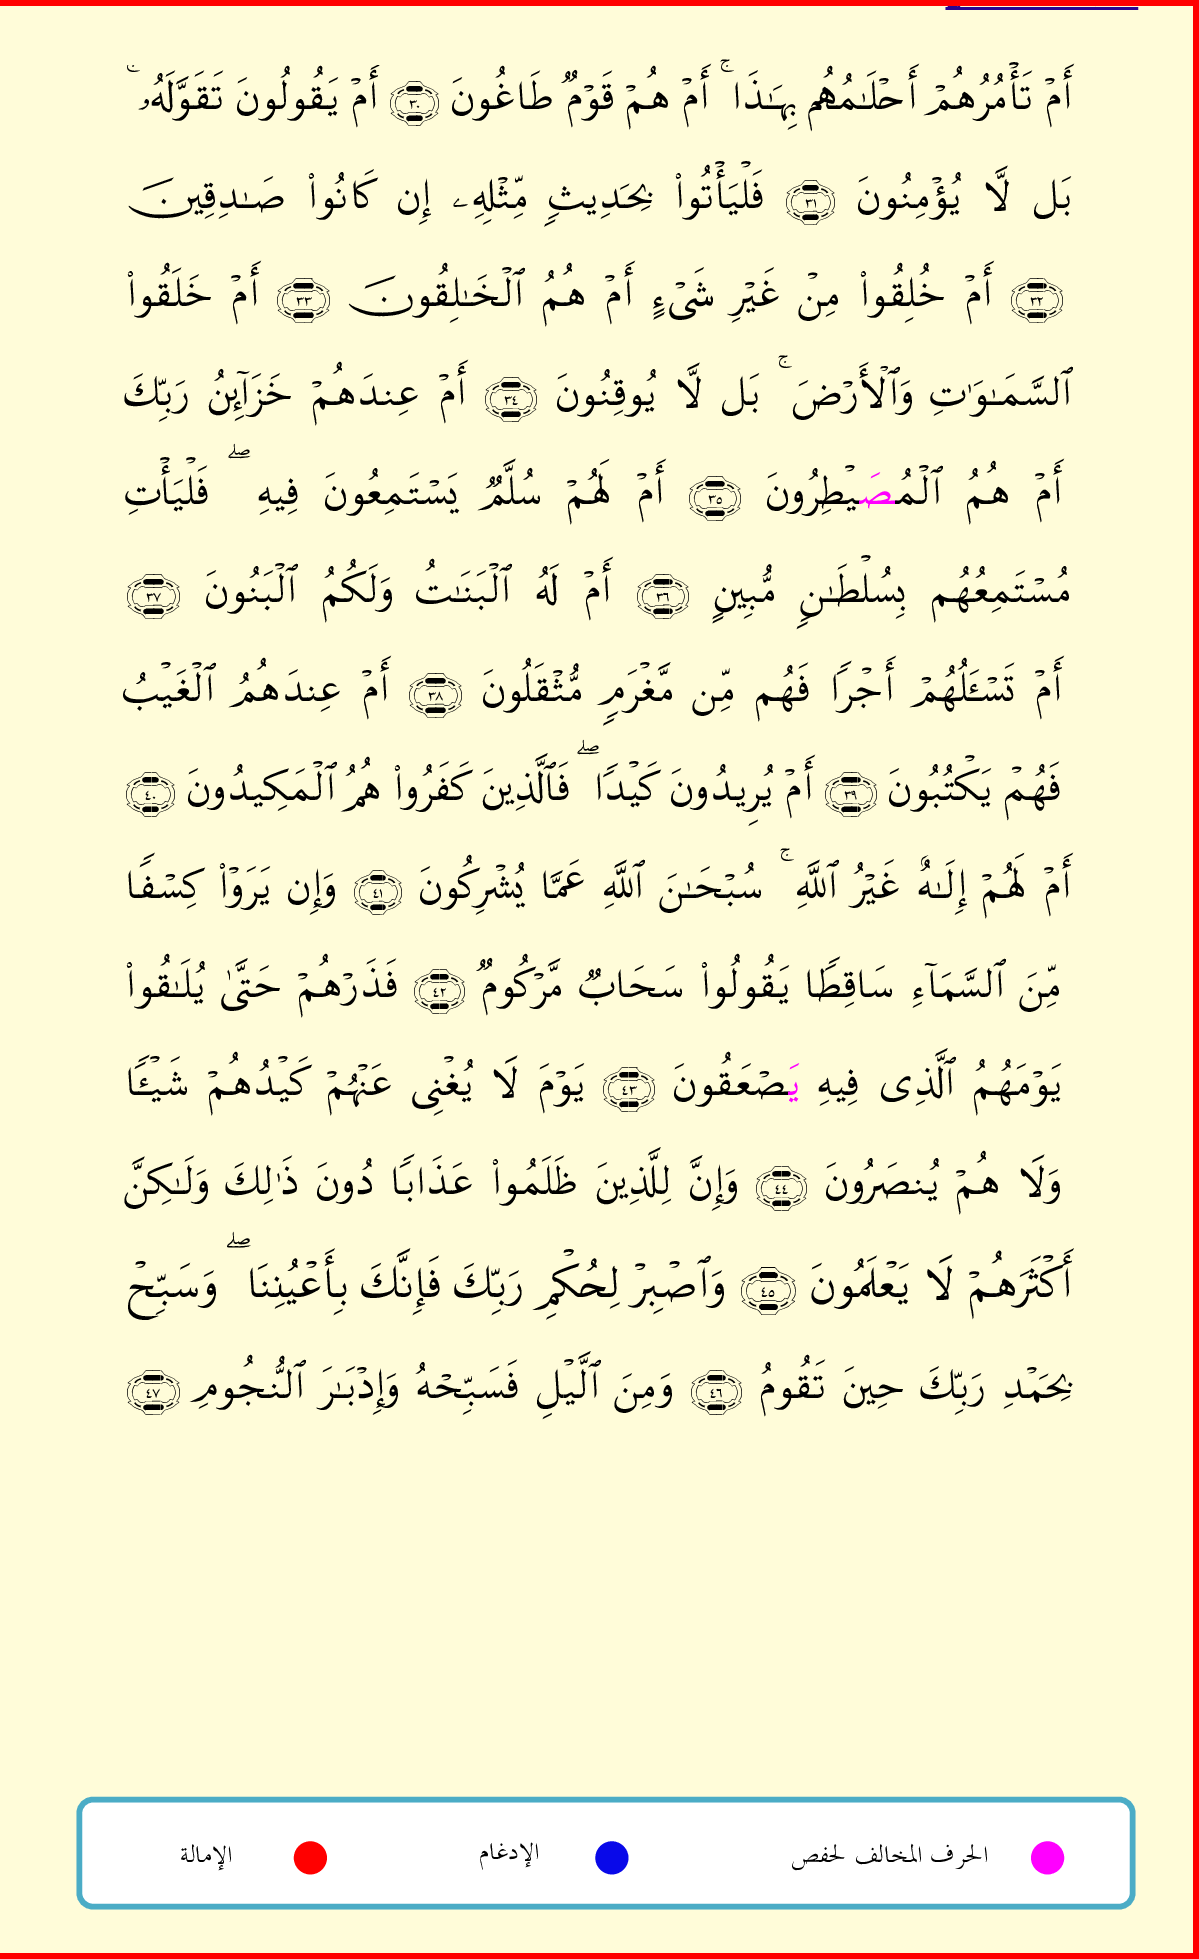 أَمۡ تَأۡمُرُهُمۡ أَحۡلَٰمُهُم بِهَٰذَاۚ أَمۡ هُمۡ قَوۡمٌ طَاغُونَ ٣٠ أَمۡ يَقُولُونَ تَقَوَّلَهُۥۚ
بَل لَّا يُؤۡمِنُونَ ٣١ فَلۡيَأۡتُواْ بِحَدِيثٍ مِّثۡلِهِۦ إِن كَانُواْ صَٰدِقِينَ
٣٢ أَمۡ خُلِقُواْ مِنۡ غَيۡرِ شَيۡءٍ أَمۡ هُمُ ٱلۡخَٰلِقُونَ ٣٣ أَمۡ خَلَقُواْ
ٱلسَّمَٰوَٰتِ وَٱلۡأَرۡضَۚ بَل لَّا يُوقِنُونَ ٣٤ أَمۡ عِندَهُمۡ خَزَآئِنُ رَبِّكَ
أَمۡ هُمُ ٱلۡمُصَيۡطِرُونَ ٣٥ أَمۡ لَهُمۡ سُلَّمٌ يَسۡتَمِعُونَ فِيهِۖ فَلۡيَأۡتِ
مُسۡتَمِعُهُم بِسُلۡطَٰنٍ مُّبِينٍ ٣٦ أَمۡ لَهُ ٱلۡبَنَٰتُ وَلَكُمُ ٱلۡبَنُونَ ٣٧
أَمۡ تَسۡـَٔلُهُمۡ أَجۡرًا فَهُم مِّن مَّغۡرَمٍ مُّثۡقَلُونَ ٣٨ أَمۡ عِندَهُمُ ٱلۡغَيۡبُ
فَهُمۡ يَكۡتُبُونَ ٣٩ أَمۡ يُرِيدُونَ كَيۡدًاۖ فَٱلَّذِينَ كَفَرُواْ هُمُ ٱلۡمَكِيدُونَ ٤٠
أَمۡ لَهُمۡ إِلَٰهٌ غَيۡرُ ٱللَّهِۚ سُبۡحَٰنَ ٱللَّهِ عَمَّا يُشۡرِكُونَ ٤١ وَإِن يَرَوۡاْ كِسۡفًا
مِّنَ ٱلسَّمَآءِ سَاقِطًا يَقُولُواْ سَحَابٌ مَّرۡكُومٌ ٤٢ فَذَرۡهُمۡ حَتَّىٰ يُلَٰقُواْ
يَوۡمَهُمُ ٱلَّذِي فِيهِ يَصۡعَقُونَ ٤٣ يَوۡمَ لَا يُغۡنِي عَنۡهُمۡ كَيۡدُهُمۡ شَيۡـًٔا
وَلَا هُمۡ يُنصَرُونَ ٤٤ وَإِنَّ لِلَّذِينَ ظَلَمُواْ عَذَابًا دُونَ ذَٰلِكَ وَلَٰكِنَّ
أَكۡثَرَهُمۡ لَا يَعۡلَمُونَ ٤٥ وَٱصۡبِرۡ لِحُكۡمِ رَبِّكَ فَإِنَّكَ بِأَعۡيُنِنَاۖ وَسَبِّحۡ
بِحَمۡدِ رَبِّكَ حِينَ تَقُومُ ٤٦ وَمِنَ ٱلَّيۡلِ فَسَبِّحۡهُ وَإِدۡبَٰرَ ٱلنُّجُومِ ٤٧
الحرف المخالف لحفص الإدغام الإمالة